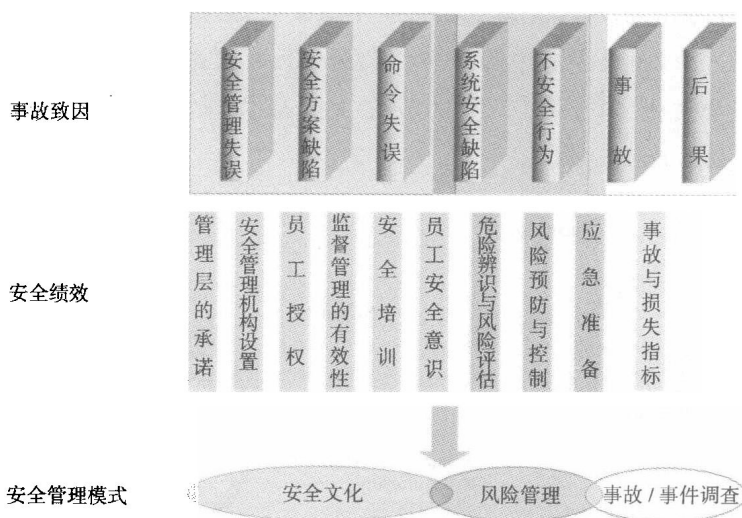 事故致因
安全管理失误
安全方案缺陷
命令失误
系统安全缺陷
不安全行为
事故
后果
安全绩效
管理层的承诺
安全管理机构设置
员工授权
监督管理的有效性
安全培训
员工安全意识
危险辨识与风险评估
风险预防与控制
应急准备
事故与损失指标
安全管理模式
安全文化
风险管理
事故/事件调查